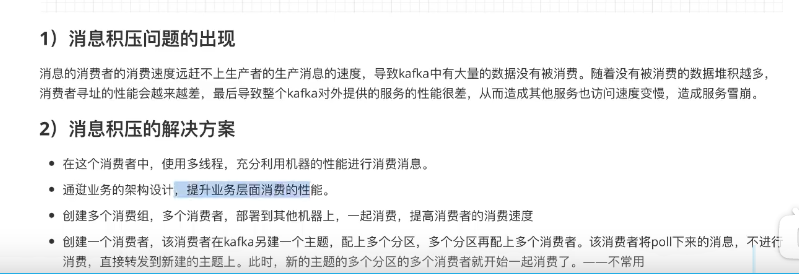 1）消息积压问题的出现
消息的消费者的消费速度远赶不上生产者的生产消息的速度，导致kafka中有大量的数据没有被消费。随着没有被消费的数据堆积越多，
消费者寻址的性能会越来越差，最后导致整个kafka对外提供的服务的性能很差，从而造成其他服务也访问速度变慢，造成服务雪崩。
2）消息积压的解决方案
在这个消费者中，使用多线程，充分利用机器的性能进行消费消息。
通过业务的架构设计，提升业务层面消费的性能。
创建多个消费组，多个消费者，部署到其他机器上，一起消费，提高消费者的消费速度
创建一个消费者，该消费者在kafka另建一个主题，配上多个分区，多个分区再配上多个消费者。该消费者将poll下来的消息，不进行
消费，直接转发到新建的主题上。此时，新的主题的多个分区的多个消费者就开始一起消费了。——不常用